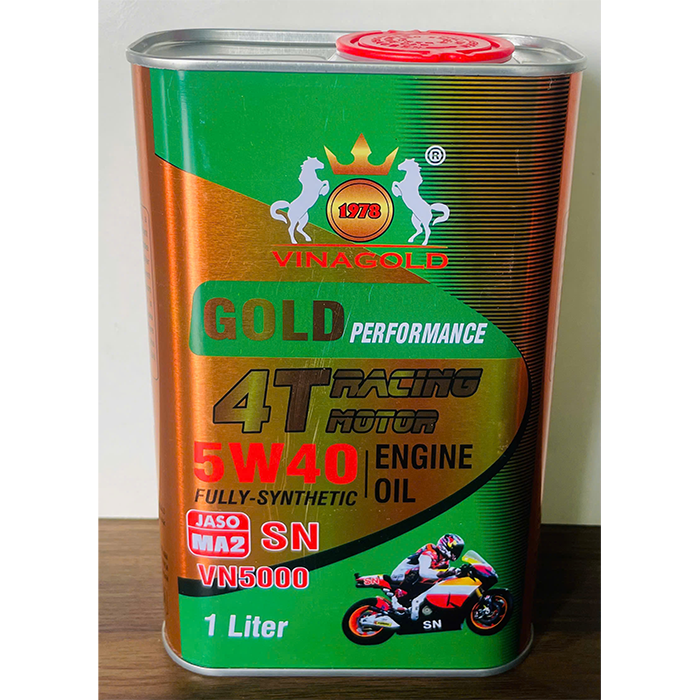 ®
1978
VINAGOLD
GOLD PERFORMANCE
4T RACING
MOTOR
5W40 ENGINE
FULLY-SYNTHETIC OIL
JASO
MA2 SN
VN5000
SN
SN
1 Liter